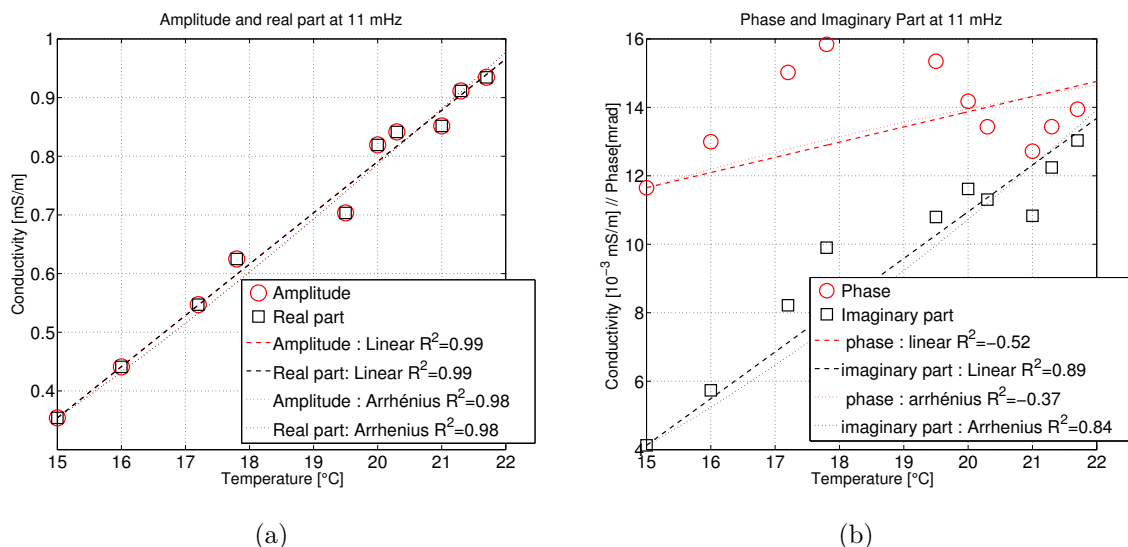 Amplitude and real part at 11 mHz
1
0.9
0.8
0.7
0.6
0.5
0.4
Conductivity [mS/m]
Amplitude
Real part
Amplitude : Linear R²=0.99
Real part: Linear R²=0.99
Amplitude : Arrhénius R²=0.98
Real part: Arrhenius R²=0.98
15 16 17 18 19 20 21 22
Temperature [°C]
(a)
Phase and Imaginary Part at 11 mHz
16
14
12
10
8
6
4
Conductivity [10⁻³ mS/m] // Phase[mrad]
Phase
Imaginary part
phase : linear R²=−0.52
imaginary part : Linear R²=0.89
phase : arrhénius R²=−0.37
imaginary part : Arrhenius R²=0.84
15 16 17 18 19 20 21 22
Temperature [°C]
(b)